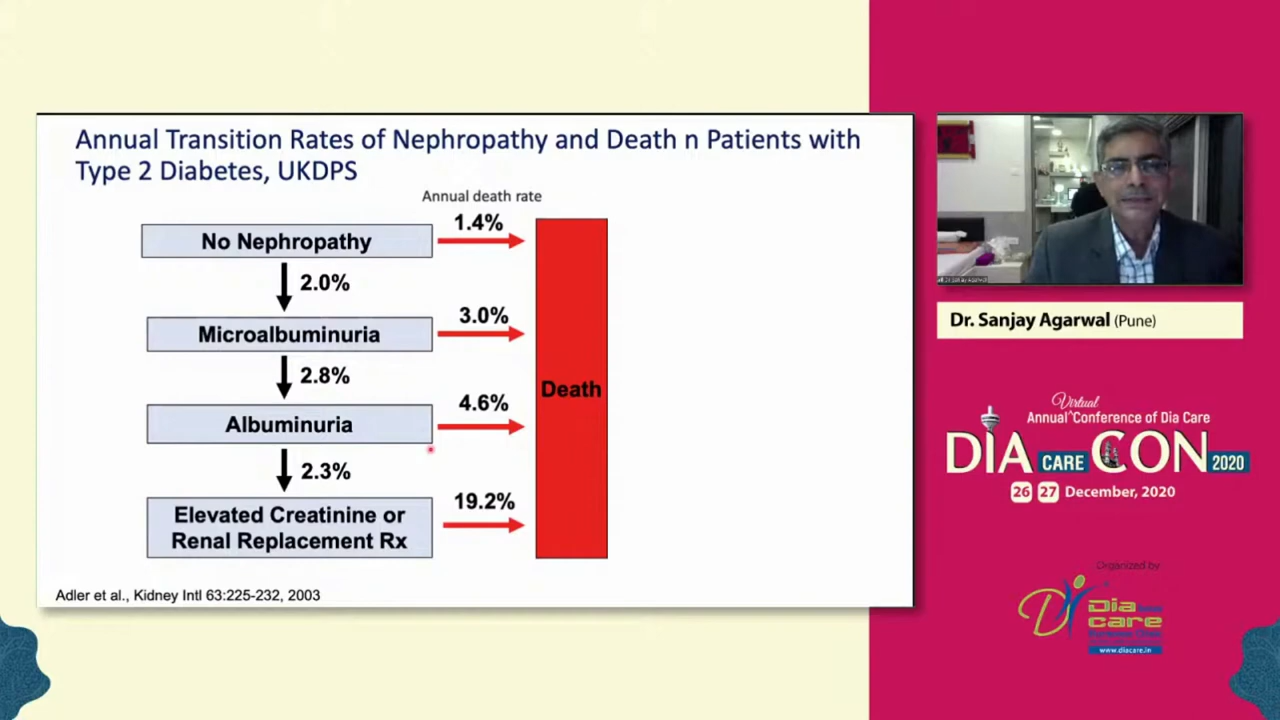 Annual Transition Rates of Nephropathy and Death n Patients with
Type 2 Diabetes, UKDPS
Annual death rate
No Nephropathy
1.4%
2.0%
Microalbuminuria
3.0%
2.8%
Albuminuria
4.6%
2.3%
Elevated Creatinine or
Renal Replacement Rx
19.2%
Death
Adler et al., Kidney Intl 63:225-232, 2003
Dr. Sanjay Agarwal (Pune)
Virtual
Annual^Conference of Dia Care
DIA CARE CON 2020
26 27 December, 2020
Organized by
Dia
care
www.diacare.in